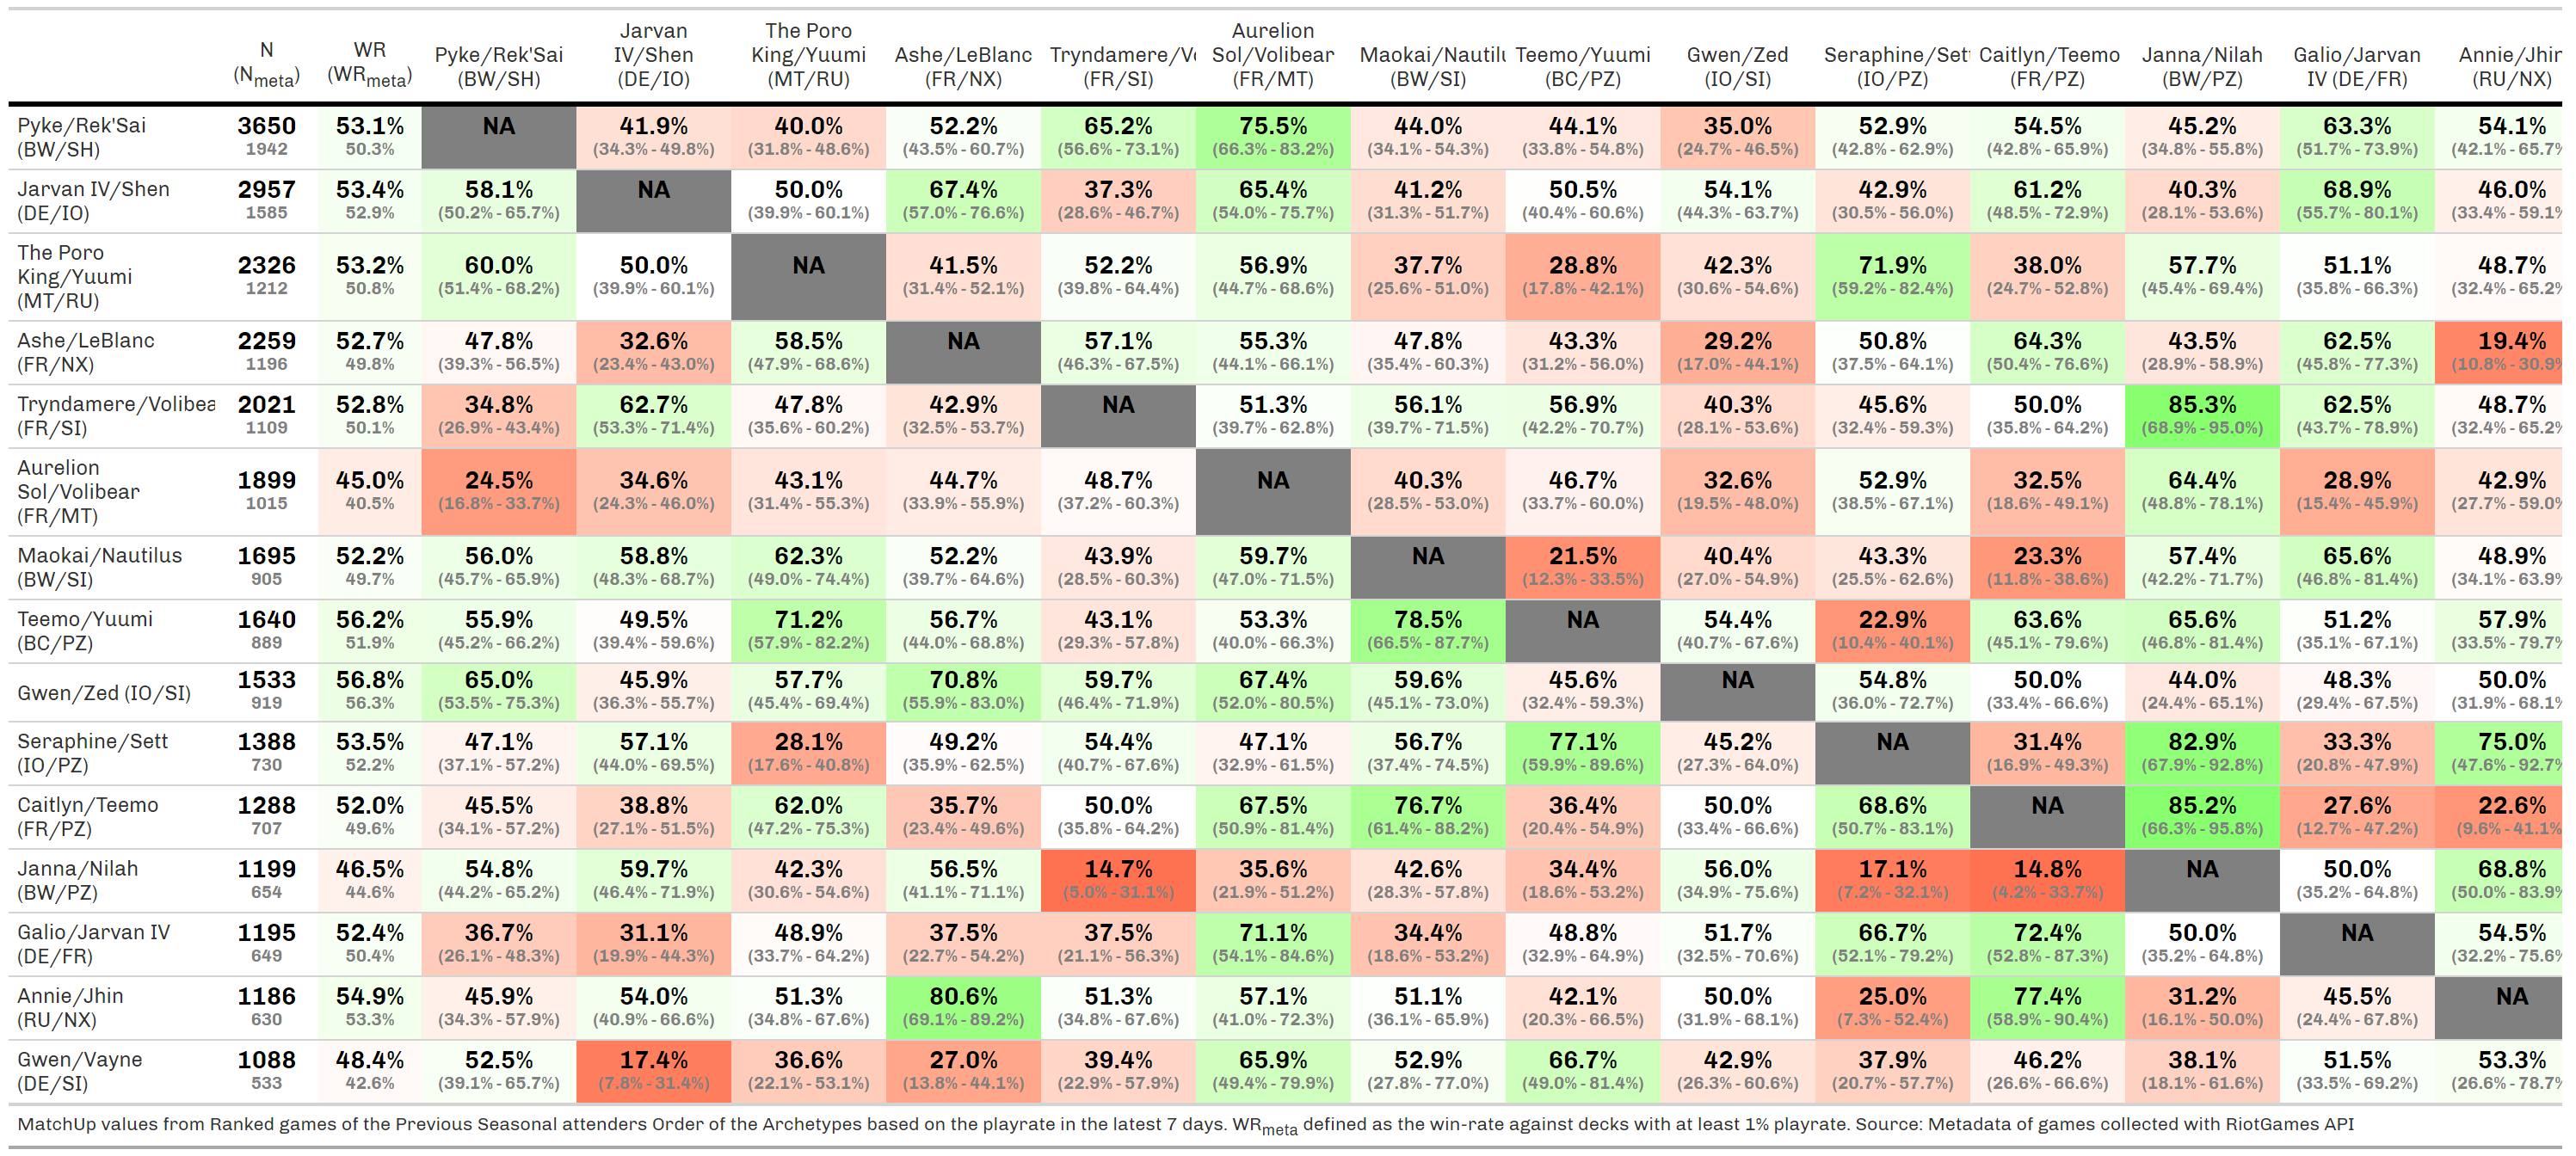 Jarvan The Poro Aurelion
N WR Pyke/Rek'Sai IV/Shen King/Yuumi Ashe/LeBlanc Tryndamere/Vo Sol/Volibear Maokai/Nautilu Teemo/Yuumi Gwen/Zed Seraphine/Sett Caitlyn/Teemo Janna/Nilah Galio/Jarvan Annie/Jhin
(Nmeta) (WRmeta) (BW/SH) (DE/IO) (MT/RU) (FR/NX) (FR/SI) (FR/MT) (BW/SI) (BC/PZ) (IO/SI) (IO/PZ) (FR/PZ) (BW/PZ) IV (DE/FR) (RU/NX)
Pyke/Rek'Sai 3650 53.1% NA 41.9% 40.0% 52.2% 65.2% 75.5% 44.0% 44.1% 35.0% 52.9% 54.5% 45.2% 63.3% 54.1%
(BW/SH) 1942 50.3% (34.3% - 49.8%) (31.8% - 48.6%) (43.5% - 60.7%) (56.6% - 73.1%) (66.3% - 83.2%) (34.1% - 54.3%) (33.8% - 54.8%) (24.7% - 46.5%) (42.8% - 62.9%) (42.8% - 65.9%) (34.8% - 55.8%) (51.7% - 73.9%) (42.1% - 65.7%
Jarvan IV/Shen 2957 53.4% 58.1% NA 50.0% 67.4% 37.3% 65.4% 41.2% 50.5% 54.1% 42.9% 61.2% 40.3% 68.9% 46.0%
(DE/IO) 1585 52.9% (50.2% - 65.7%) (39.9% - 60.1%) (57.0% - 76.6%) (28.6% - 46.7%) (54.0% - 75.7%) (31.3% - 51.7%) (40.4% - 60.6%) (44.3% - 63.7%) (30.5% - 56.0%) (48.5% - 72.9%) (28.1% - 53.6%) (55.7% - 80.1%) (33.4% - 59.1%
The Poro
King/Yuumi 2326 53.2% 60.0% 50.0% NA 41.5% 52.2% 56.9% 37.7% 28.8% 42.3% 71.9% 38.0% 57.7% 51.1% 48.7%
(MT/RU) 1212 50.8% (51.4% - 68.2%) (39.9% - 60.1%) (31.4% - 52.1%) (39.8% - 64.4%) (44.7% - 68.6%) (25.6% - 51.0%) (17.8% - 42.1%) (30.6% - 54.6%) (59.2% - 82.4%) (24.7% - 52.8%) (45.4% - 69.4%) (35.8% - 66.3%) (32.4% - 65.2%
Ashe/LeBlanc 2259 52.7% 47.8% 32.6% 58.5% NA 57.1% 55.3% 47.8% 43.3% 29.2% 50.8% 64.3% 43.5% 62.5% 19.4%
(FR/NX) 1196 49.8% (39.3% - 56.5%) (23.4% - 43.0%) (47.9% - 68.6%) (46.3% - 67.5%) (44.1% - 66.1%) (35.4% - 60.3%) (31.2% - 56.0%) (17.0% - 44.1%) (37.5% - 64.1%) (50.4% - 76.6%) (28.9% - 58.9%) (45.8% - 77.3%) (10.8% - 30.9%
Tryndamere/Volibea 2021 52.8% 34.8% 62.7% 47.8% 42.9% NA 51.3% 56.1% 56.9% 40.3% 45.6% 50.0% 85.3% 62.5% 48.7%
(FR/SI) 1109 50.1% (26.9% - 43.4%) (53.3% - 71.4%) (35.6% - 60.2%) (32.5% - 53.7%) (39.7% - 62.8%) (39.7% - 71.5%) (42.2% - 70.7%) (28.1% - 53.6%) (32.4% - 59.3%) (35.8% - 64.2%) (68.9% - 95.0%) (43.7% - 78.9%) (32.4% - 65.2%
Aurelion
Sol/Volibear 1899 45.0% 24.5% 34.6% 43.1% 44.7% 48.7% NA 40.3% 46.7% 32.6% 52.9% 32.5% 64.4% 28.9% 42.9%
(FR/MT) 1015 40.5% (16.8% - 33.7%) (24.3% - 46.0%) (31.4% - 55.3%) (33.9% - 55.9%) (37.2% - 60.3%) (28.5% - 53.0%) (33.7% - 60.0%) (19.5% - 48.0%) (38.5% - 67.1%) (18.6% - 49.1%) (48.8% - 78.1%) (15.4% - 45.9%) (27.7% - 59.0%
Maokai/Nautilus 1695 52.2% 56.0% 58.8% 62.3% 52.2% 43.9% 59.7% NA 21.5% 40.4% 43.3% 23.3% 57.4% 65.6% 48.9%
(BW/SI) 905 49.7% (45.7% - 65.9%) (48.3% - 68.7%) (49.0% - 74.4%) (39.7% - 64.6%) (28.5% - 60.3%) (47.0% - 71.5%) (12.3% - 33.5%) (27.0% - 54.9%) (25.5% - 62.6%) (11.8% - 38.6%) (42.2% - 71.7%) (46.8% - 81.4%) (34.1% - 63.9%
Teemo/Yuumi 1640 56.2% 55.9% 49.5% 71.2% 56.7% 43.1% 53.3% 78.5% NA 54.4% 22.9% 63.6% 65.6% 51.2% 57.9%
(BC/PZ) 889 51.9% (45.2% - 66.2%) (39.4% - 59.6%) (57.9% - 82.2%) (44.0% - 68.8%) (29.3% - 57.8%) (40.0% - 66.3%) (66.5% - 87.7%) (40.7% - 67.6%) (10.4% - 40.1%) (45.1% - 79.6%) (46.8% - 81.4%) (35.1% - 67.1%) (33.5% - 79.7%
Gwen/Zed (IO/SI) 1533 56.8% 65.0% 45.9% 57.7% 70.8% 59.7% 67.4% 59.6% 45.6% NA 54.8% 50.0% 44.0% 48.3% 50.0%
919 56.3% (53.5% - 75.3%) (36.3% - 55.7%) (45.4% - 69.4%) (55.9% - 83.0%) (46.4% - 71.9%) (52.0% - 80.5%) (45.1% - 73.0%) (32.4% - 59.3%) (36.0% - 72.7%) (33.4% - 66.6%) (24.4% - 65.1%) (29.4% - 67.5%) (31.9% - 68.1%
Seraphine/Sett 1388 53.5% 47.1% 57.1% 28.1% 49.2% 54.4% 47.1% 56.7% 77.1% 45.2% NA 31.4% 82.9% 33.3% 75.0%
(IO/PZ) 730 52.2% (37.1% - 57.2%) (44.0% - 69.5%) (17.6% - 40.8%) (35.9% - 62.5%) (40.7% - 67.6%) (32.9% - 61.5%) (37.4% - 74.5%) (59.9% - 89.6%) (27.3% - 64.0%) (16.9% - 49.3%) (67.9% - 92.8%) (20.8% - 47.9%) (47.6% - 92.7%
Caitlyn/Teemo 1288 52.0% 45.5% 38.8% 62.0% 35.7% 50.0% 67.5% 76.7% 36.4% 50.0% 68.6% NA 85.2% 27.6% 22.6%
(FR/PZ) 707 49.6% (34.1% - 57.2%) (27.1% - 51.5%) (47.2% - 75.3%) (23.4% - 49.6%) (35.8% - 64.2%) (50.9% - 81.4%) (61.4% - 88.2%) (20.4% - 54.9%) (33.4% - 66.6%) (50.7% - 83.1%) (66.3% - 95.8%) (12.7% - 47.2%) (9.6% - 41.1%
Janna/Nilah 1199 46.5% 54.8% 59.7% 42.3% 56.5% 14.7% 35.6% 42.6% 34.4% 56.0% 17.1% 14.8% NA 50.0% 68.8%
(BW/PZ) 654 44.6% (44.2% - 65.2%) (46.4% - 71.9%) (30.6% - 54.6%) (41.1% - 71.1%) (5.0% - 31.1%) (21.9% - 51.2%) (28.3% - 57.8%) (18.6% - 53.2%) (34.9% - 75.6%) (7.2% - 32.1%) (4.2% - 33.7%) (35.2% - 64.8%) (50.0% - 83.9%
Galio/Jarvan IV 1195 52.4% 36.7% 31.1% 48.9% 37.5% 37.5% 71.1% 34.4% 48.8% 51.7% 66.7% 72.4% 50.0% NA 54.5%
(DE/FR) 649 50.4% (26.1% - 48.3%) (19.9% - 44.3%) (33.7% - 64.2%) (22.7% - 54.2%) (21.1% - 56.3%) (54.1% - 84.6%) (18.6% - 53.2%) (32.9% - 64.9%) (32.5% - 70.6%) (52.1% - 79.2%) (52.8% - 87.3%) (35.2% - 64.8%) (32.2% - 75.6%
Annie/Jhin 1186 54.9% 45.9% 54.0% 51.3% 80.6% 51.3% 57.1% 51.1% 42.1% 50.0% 25.0% 77.4% 31.2% 45.5% NA
(RU/NX) 630 53.3% (34.3% - 57.9%) (40.9% - 66.6%) (34.8% - 67.6%) (69.1% - 89.2%) (34.8% - 67.6%) (41.0% - 72.3%) (36.1% - 65.9%) (20.3% - 66.5%) (31.9% - 68.1%) (7.3% - 52.4%) (58.9% - 90.4%) (16.1% - 50.0%) (24.4% - 67.8%)
Gwen/Vayne 1088 48.4% 52.5% 17.4% 36.6% 27.0% 39.4% 65.9% 52.9% 66.7% 42.9% 37.9% 46.2% 38.1% 51.5% 53.3%
(DE/SI) 533 42.6% (39.1% - 65.7%) (7.8% - 31.4%) (22.1% - 53.1%) (13.8% - 44.1%) (22.9% - 57.9%) (49.4% - 79.9%) (27.8% - 77.0%) (49.0% - 81.4%) (26.3% - 60.6%) (20.7% - 57.7%) (26.6% - 66.6%) (18.1% - 61.6%) (33.5% - 69.2%) (26.6% - 78.7%
MatchUp values from Ranked games of the Previous Seasonal attenders Order of the Archetypes based on the playrate in the latest 7 days. WRmeta defined as the win-rate against decks with at least 1% playrate. Source: Metadata of games collected with RiotGames API